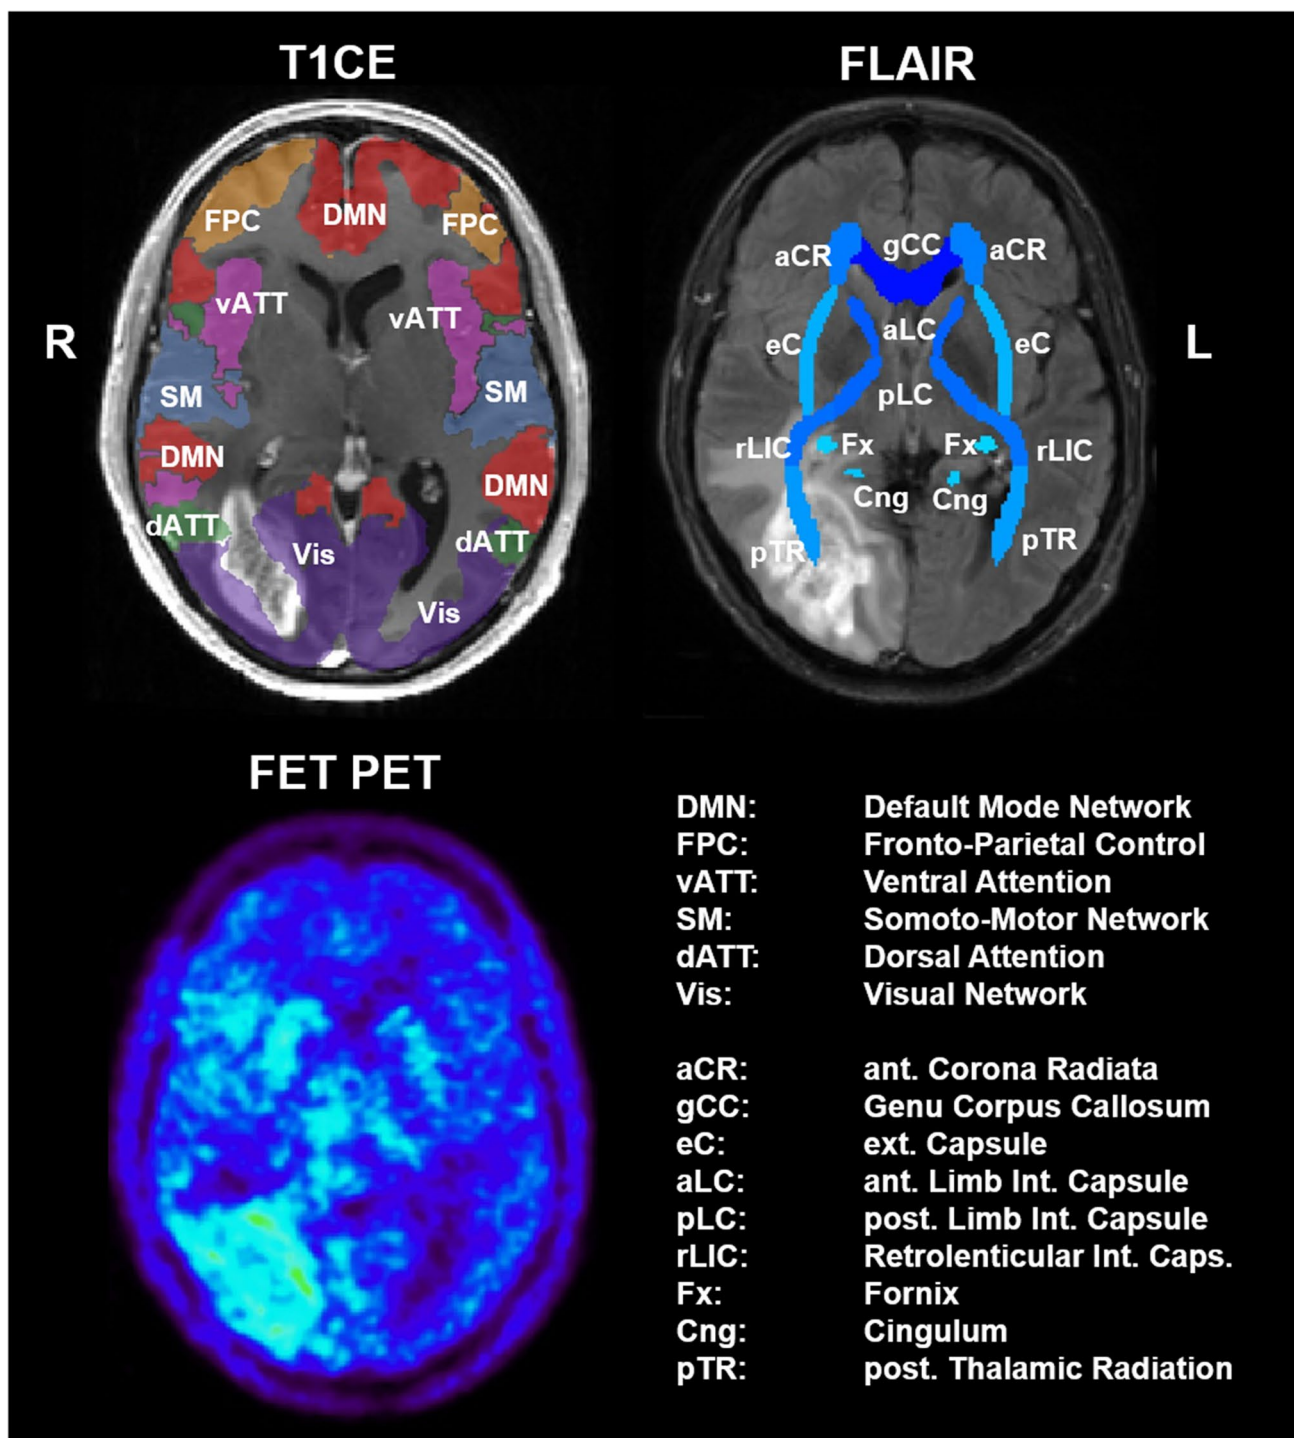 T1CE
FLAIR
FPC
DMN
FPC
vATT
vATT
SM
SM
DMN
DMN
dATT
dATT
Vis
Vis
R
aCR
gCC
aCR
eC
aLC
eC
pLC
rLIC
Fx
Fx
rLIC
Cng
Cng
pTR
pTR
L
FET PET
DMN: Default Mode Network
FPC: Fronto-Parietal Control
vATT: Ventral Attention
SM: Somoto-Motor Network
dATT: Dorsal Attention
Vis: Visual Network
aCR: ant. Corona Radiata
gCC: Genu Corpus Callosum
eC: ext. Capsule
aLC: ant. Limb Int. Capsule
pLC: post. Limb Int. Capsule
rLIC: Retrolenticular Int. Caps.
Fx: Fornix
Cng: Cingulum
pTR: post. Thalamic Radiation